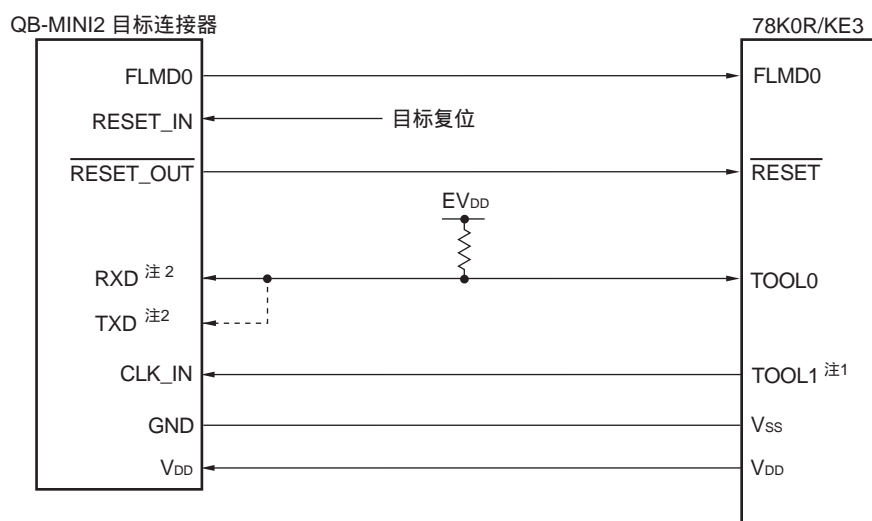 QB-MINI2 目标连接器
78K0R/KE3
FLMD0
FLMD0
RESET_IN
目标复位
RESET_OUT
RESET
EVDD
RXD 注 2
TOOL0
TXD 注2
CLK_IN
TOOL1 注1
GND
VSS
VDD
VDD